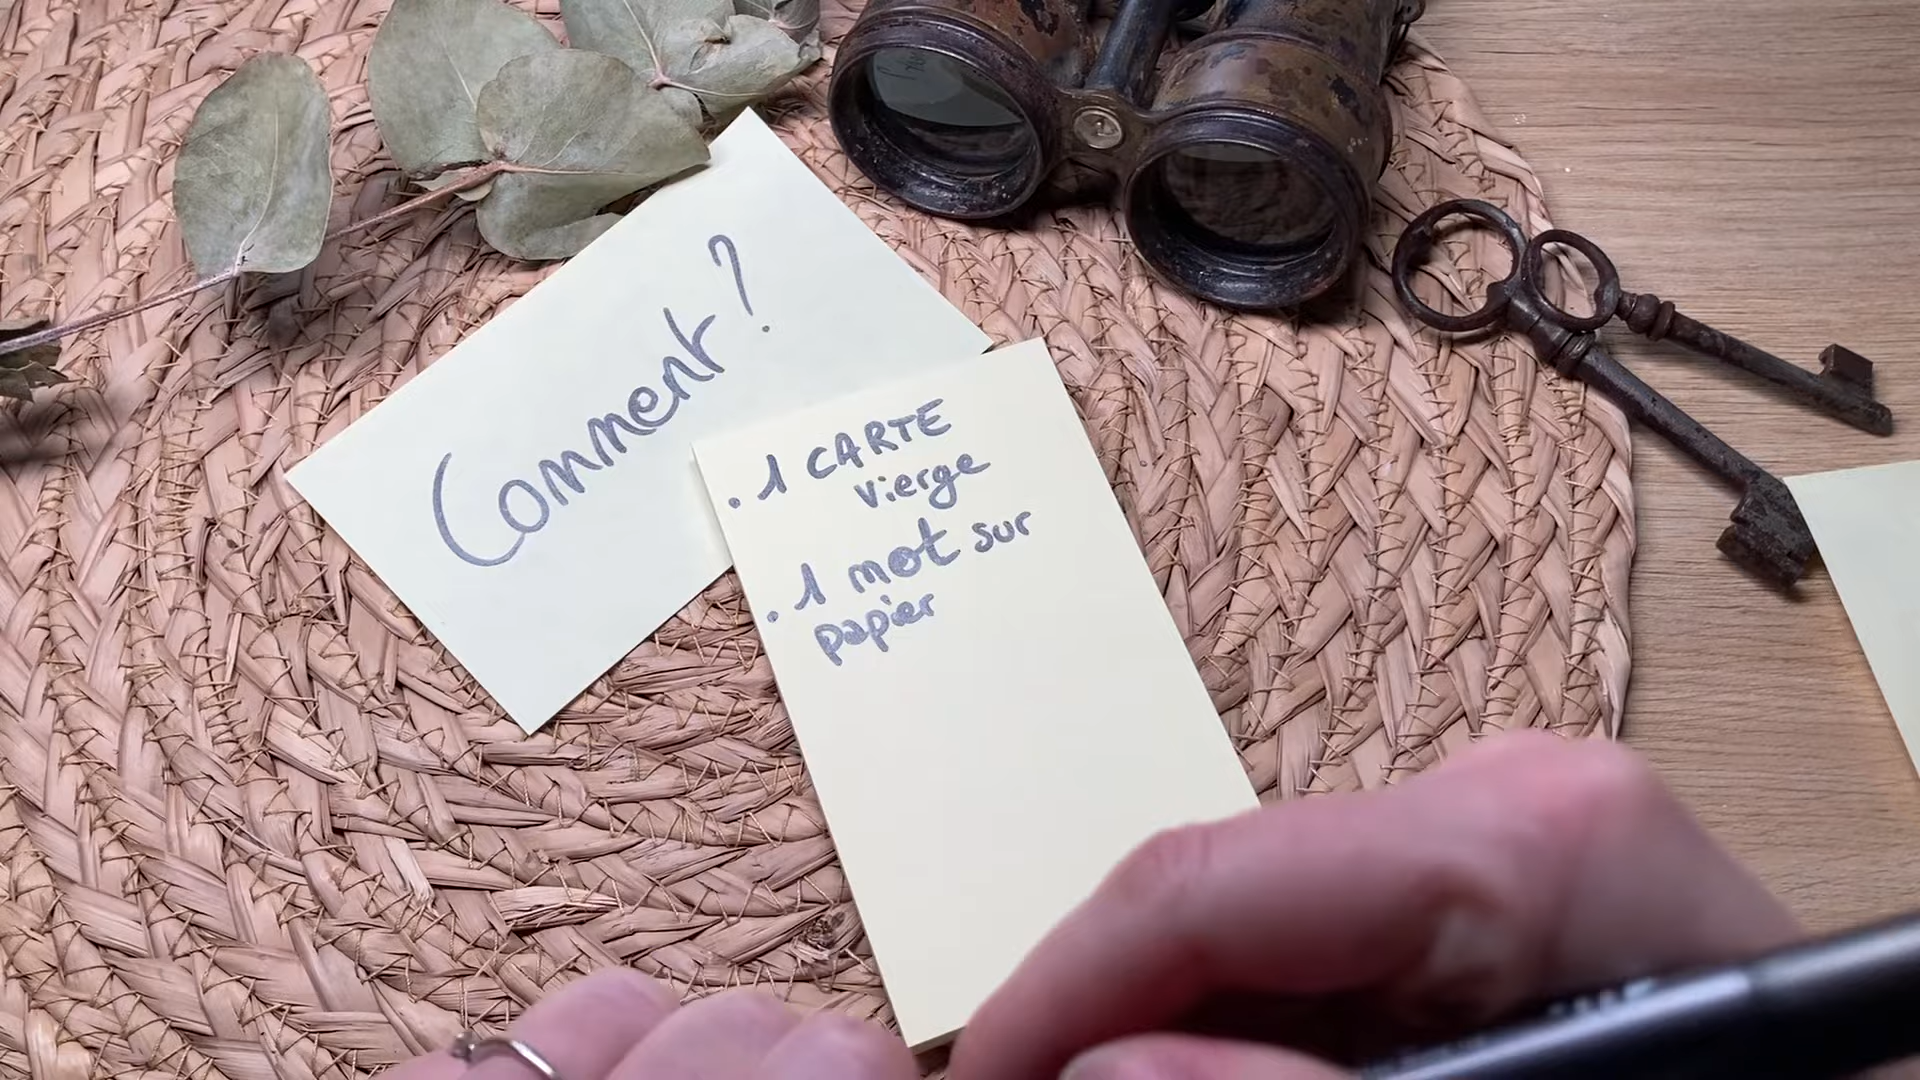 Comment ?
. 1 CARTE
vierge
. 1 mot sur
papier